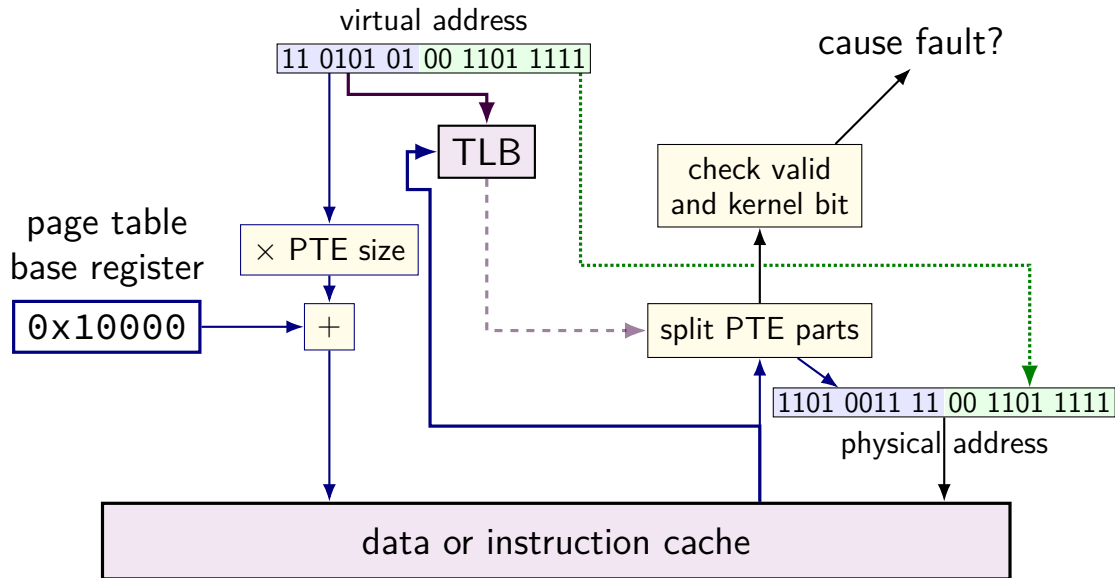 virtual address
11 0101 01 00 1101 1111
cause fault?
TLB
check valid
and kernel bit
page table
base register
× PTE size
0x10000
+
split PTE parts
1101 0011 11 00 1101 1111
physical address
data or instruction cache